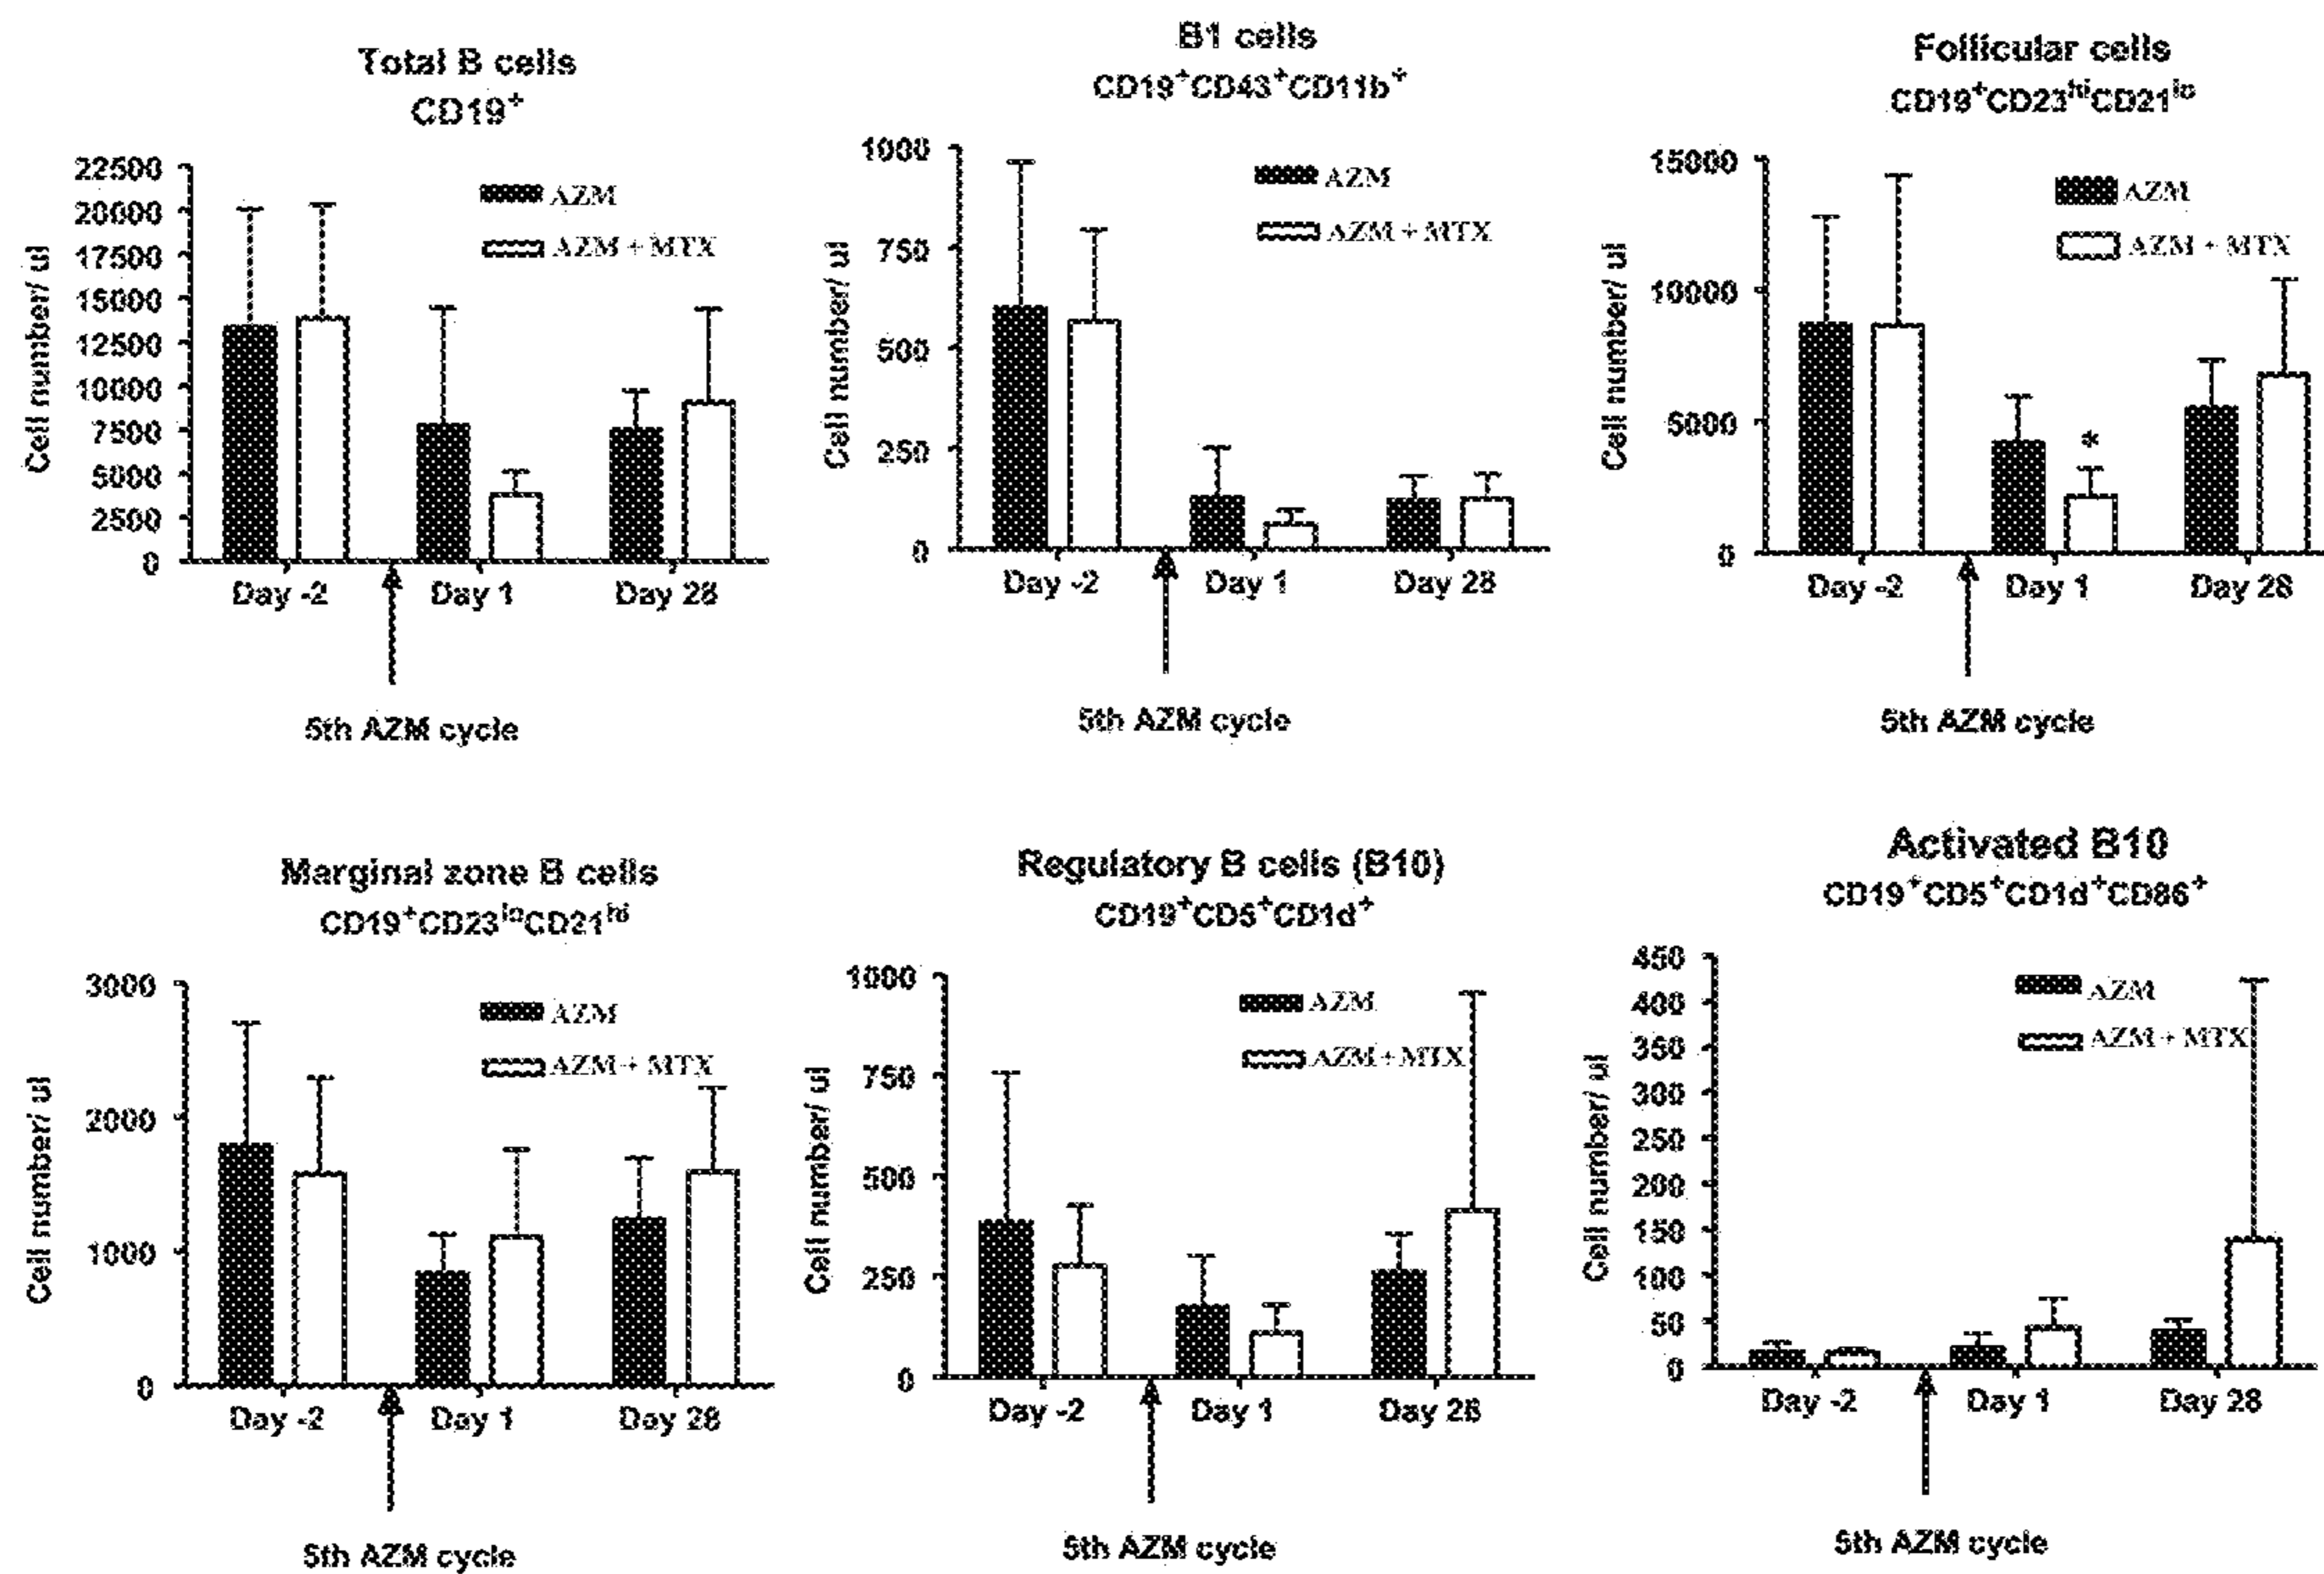 Total B cells
CD19+
22500
20000
17500
15000
12500
10000
7500
5000
2500
0
Cell number/ ul
AZM
AZM + MTX
Day -2
Day 1
Day 28
5th AZM cycle
B1 cells
CD19+CD43+CD11b+
1000
750
500
250
0
Cell number/ ul
AZM
AZM + MTX
Day -2
Day 1
Day 28
5th AZM cycle
Follicular cells
CD19+CD23hiCD21lo
15000
10000
5000
0
Cell number/ ul
AZM
AZM + MTX
*
Day -2
Day 1
Day 28
5th AZM cycle
Marginal zone B cells
CD19+CD23loCD21hi
3000
2000
1000
0
Cell number/ ul
AZM
AZM + MTX
Day -2
Day 1
Day 28
5th AZM cycle
Regulatory B cells (B10)
CD19+CD5+CD1d+
1000
750
500
250
0
Cell number/ ul
AZM
AZM + MTX
Day -2
Day 1
Day 28
5th AZM cycle
Activated B10
CD19+CD5+CD1d+CD86+
450
400
350
300
250
200
150
100
50
0
Cell number/ ul
AZM
AZM + MTX
Day -2
Day 1
Day 28
5th AZM cycle